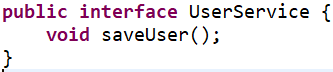 public interface UserService {
    void saveUser();
}